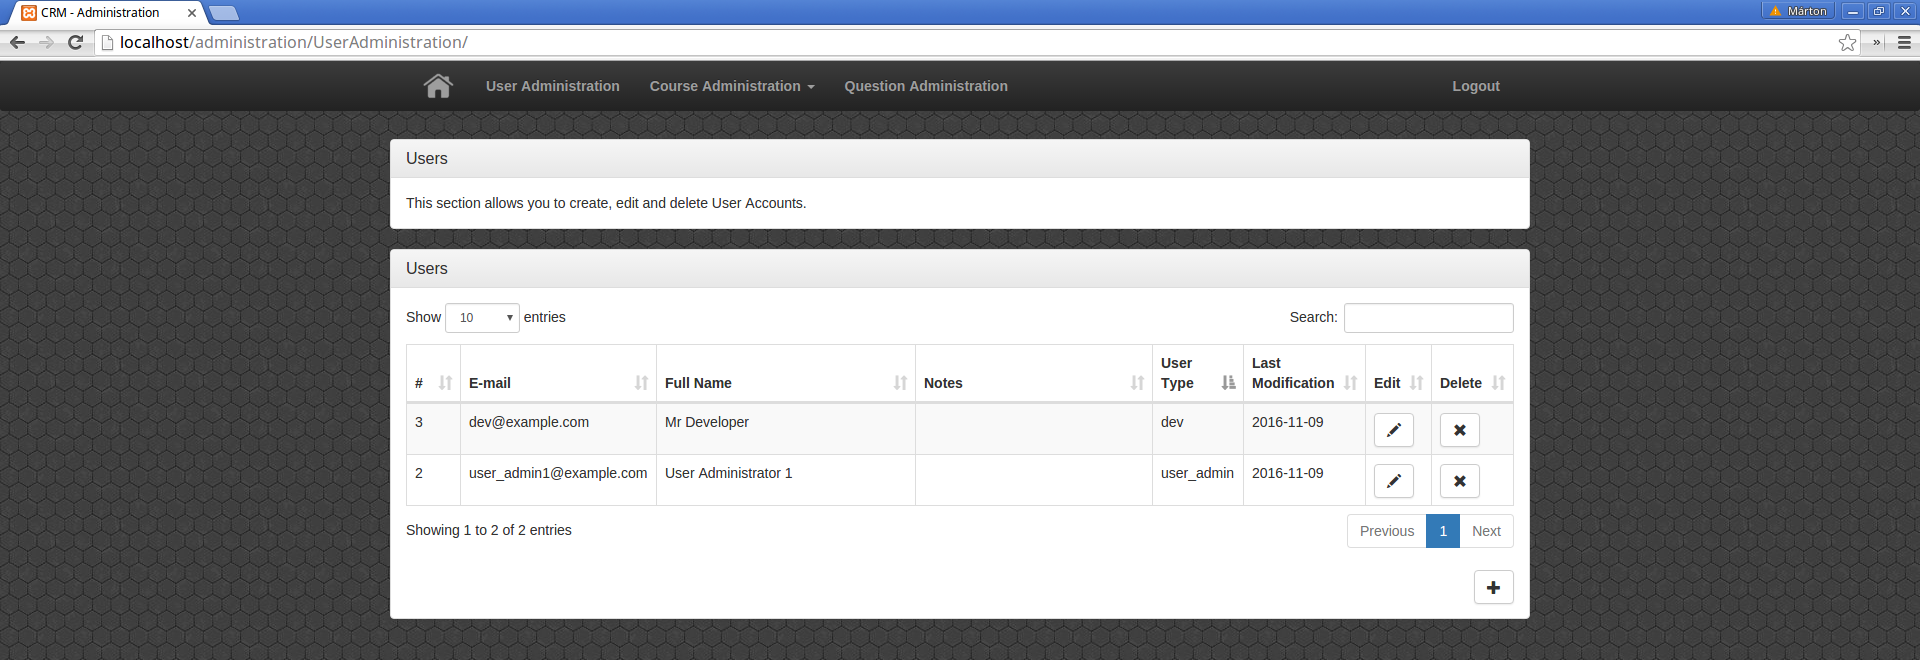 CRM - Administration
Márton
localhost/administration/UserAdministration/
»
User Administration Course Administration Question Administration Logout
Users
This section allows you to create, edit and delete User Accounts.
Users
Show 10 entries Search:
# E-mail Full Name Notes User Type Last Modification Edit Delete
3 dev@example.com Mr Developer dev 2016-11-09
2 user_admin1@example.com User Administrator 1 user_admin 2016-11-09
Showing 1 to 2 of 2 entries Previous 1 Next